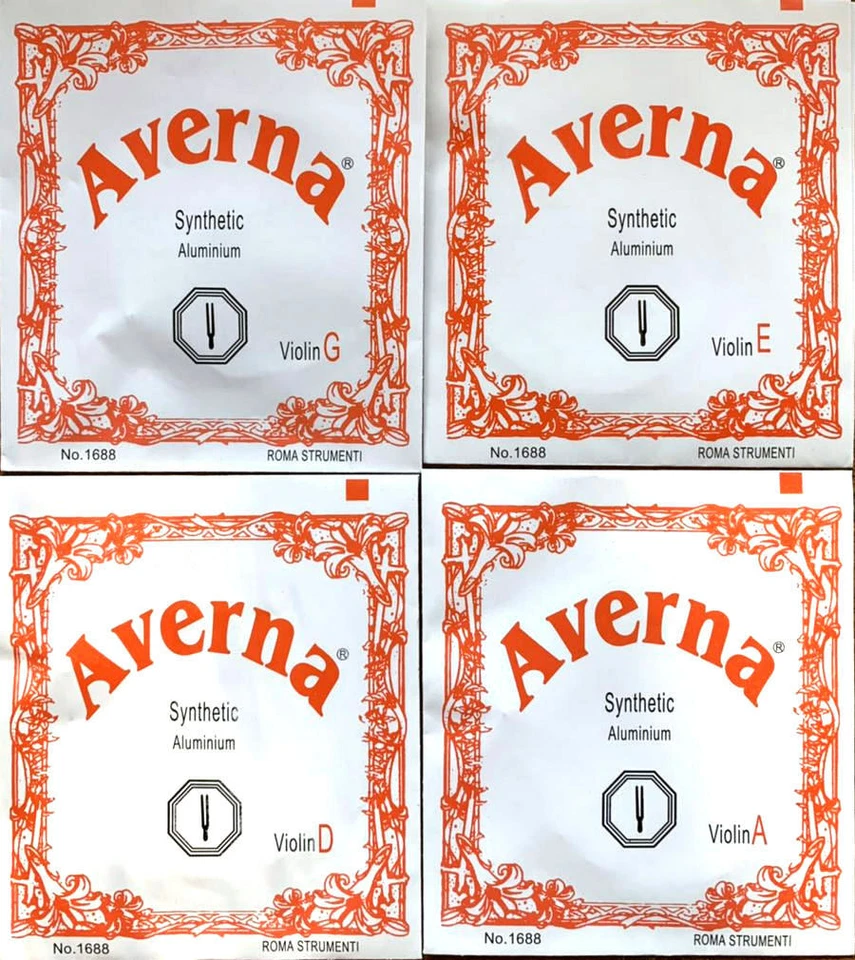 Averna®
Synthetic
Aluminium
Violin G
No.1688
ROMA STRUMENTI
Averna®
Synthetic
Aluminium
Violin E
No.1688
ROMA STRUMENTI
Averna®
Synthetic
Aluminium
Violin D
No.1688
ROMA STRUMENTI
Averna®
Synthetic
Aluminium
Violin A
No.1688
ROMA STRUMENTI